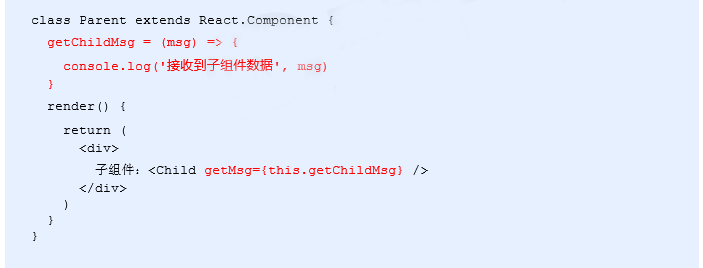 class Parent extends React.Component {
getChildMsg = (msg) => {
console.log('接收到子组件数据', msg)
}
render() {
return (
<div>
子组件：<Child getMsg={this.getChildMsg} />
</div>
)
}
}